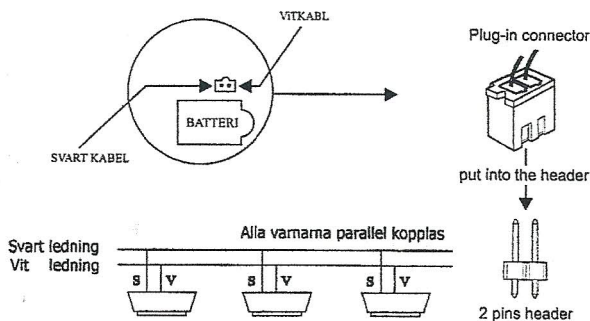 ViTKABL
Plug-in connector
BATTERI
SVART KABEL
put into the header
Alla varnarna parallel kopplas
Svart ledning
Vit ledning
S V
S V
S V
2 pins header